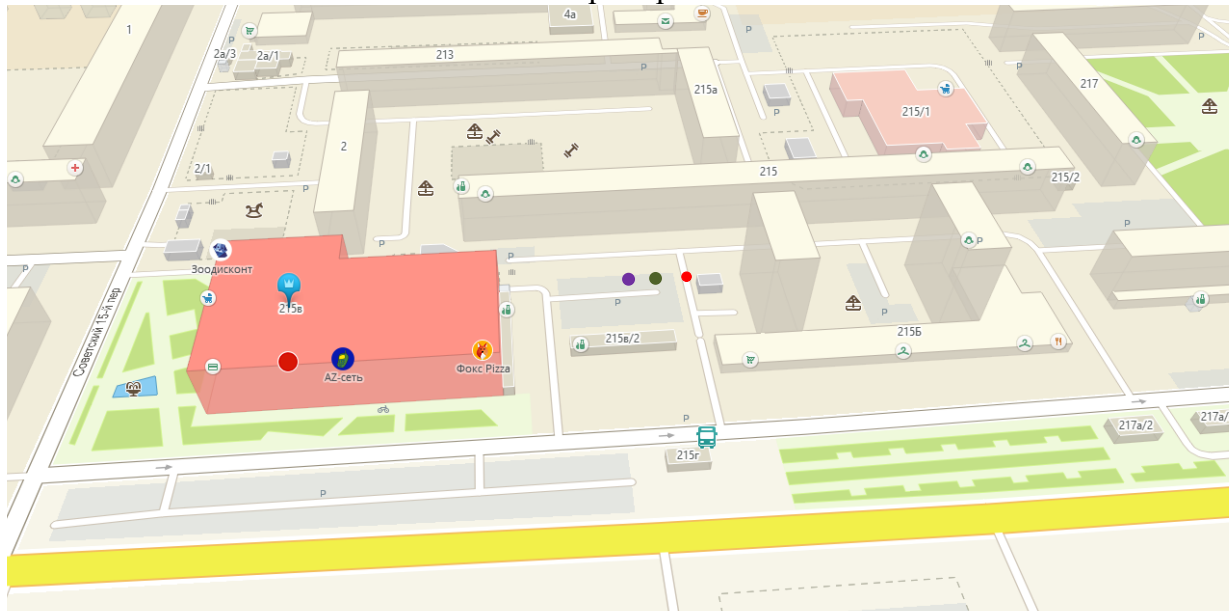 4а
1
P
P
2а/3
2а/1
213
P
215а
217
215/1
P
2
2/1
215
215/2
P
P
P
P
P
Зоодисконт
215в
P
P
215Б
215в/2
Советский 15-й пер.
AZ-сеть
Фокс Pizza
P
217а/2
217а/
215г
P